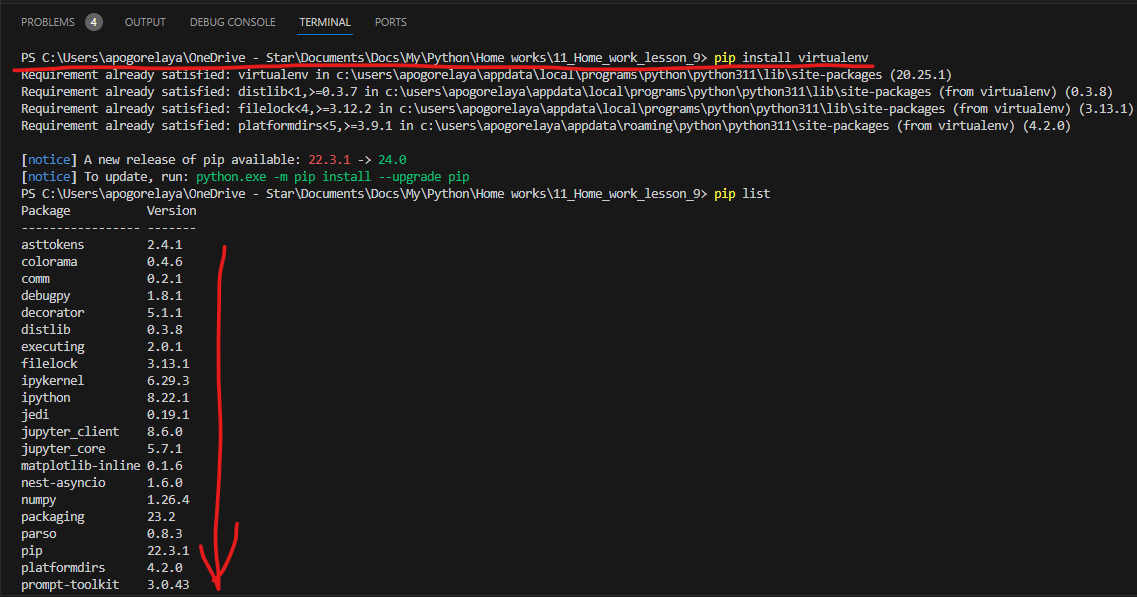 PROBLEMS 4 OUTPUT DEBUG CONSOLE TERMINAL PORTS
PS C:\Users\apogorelaya\OneDrive - Star\Documents\Docs\My\Python\Home works\11_Home_work_lesson_9> pip install virtualenv
Requirement already satisfied: virtualenv in c:\users\apogorelaya\appdata\local\programs\python\python311\lib\site-packages (20.25.1)
Requirement already satisfied: distlib<1,>=0.3.7 in c:\users\apogorelaya\appdata\local\programs\python\python311\lib\site-packages (from virtualenv) (0.3.8)
Requirement already satisfied: filelock<4,>=3.12.2 in c:\users\apogorelaya\appdata\local\programs\python\python311\lib\site-packages (from virtualenv) (3.13.1)
Requirement already satisfied: platformdirs<5,>=3.9.1 in c:\users\apogorelaya\appdata\roaming\python\python311\site-packages (from virtualenv) (4.2.0)
[notice] A new release of pip available: 22.3.1 -> 24.0
[notice] To update, run: python.exe -m pip install --upgrade pip
PS C:\Users\apogorelaya\OneDrive - Star\Documents\Docs\My\Python\Home works\11_Home_work_lesson_9> pip list
Package Version
----------------- -------
asttokens 2.4.1
colorama 0.4.6
comm 0.2.1
debugpy 1.8.1
decorator 5.1.1
distlib 0.3.8
executing 2.0.1
filelock 3.13.1
ipykernel 6.29.3
ipython 8.22.1
jedi 0.19.1
jupyter_client 8.6.0
jupyter_core 5.7.1
matplotlib-inline 0.1.6
nest-asyncio 1.6.0
numpy 1.26.4
packaging 23.2
parso 0.8.3
pip 22.3.1
platformdirs 4.2.0
prompt-toolkit 3.0.43